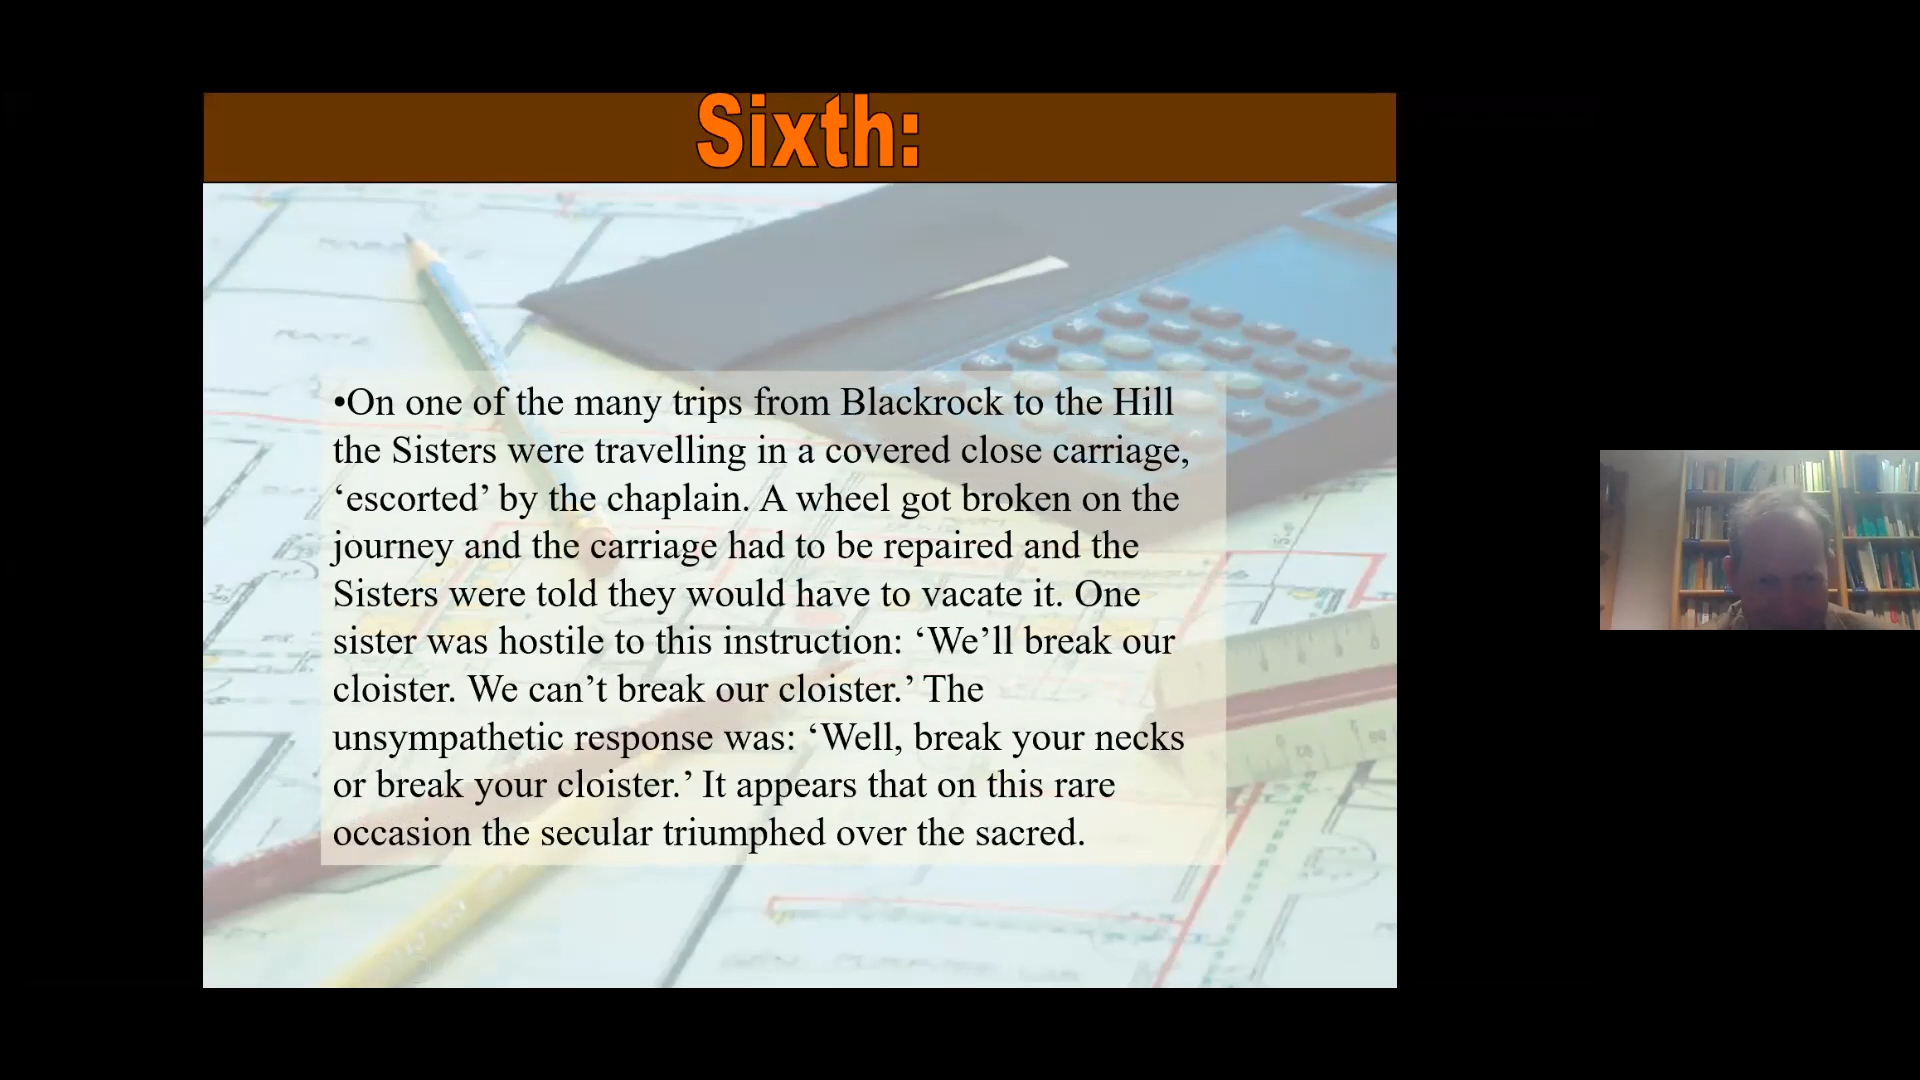 Sixth:
•On one of the many trips from Blackrock to the Hill
the Sisters were travelling in a covered close carriage,
‘escorted’ by the chaplain. A wheel got broken on the
journey and the carriage had to be repaired and the
Sisters were told they would have to vacate it. One
sister was hostile to this instruction: ‘We’ll break our
cloister. We can’t break our cloister.’ The
unsympathetic response was: ‘Well, break your necks
or break your cloister.’ It appears that on this rare
occasion the secular triumphed over the sacred.